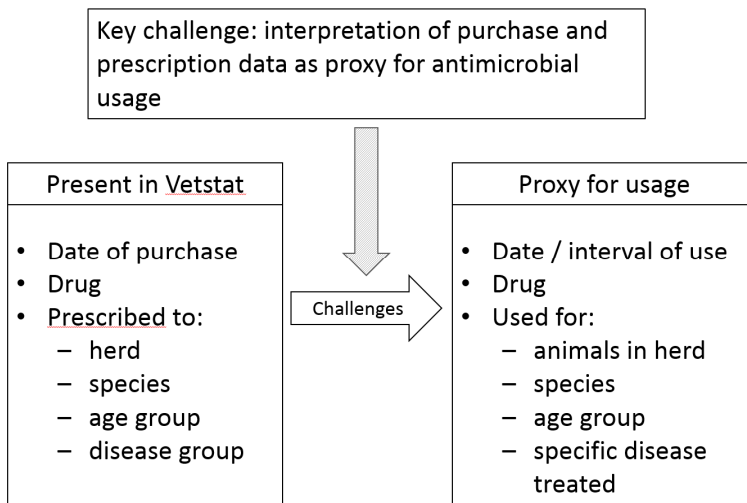 Key challenge: interpretation of purchase and
prescription data as proxy for antimicrobial
usage
Present in Vetstat
• Date of purchase
• Drug
• Prescribed to:
– herd
– species
– age group
– disease group
Challenges
Proxy for usage
• Date / interval of use
• Drug
• Used for:
– animals in herd
– species
– age group
– specific disease
treated